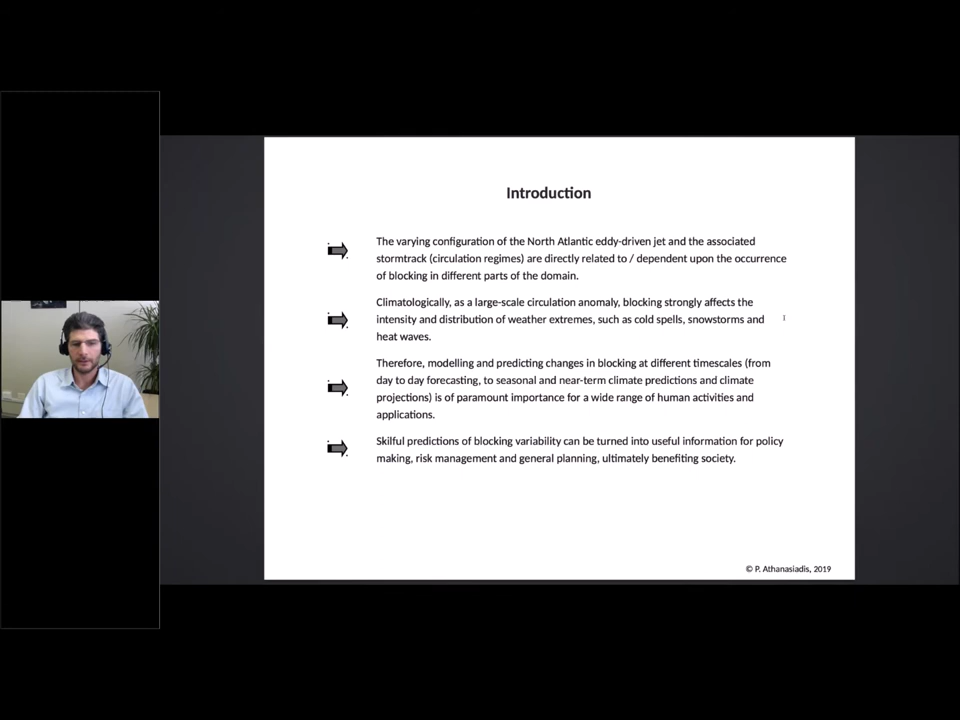 Introduction
The varying configuration of the North Atlantic eddy-driven jet and the associated
stormtrack (circulation regimes) are directly related to / dependent upon the occurrence
of blocking in different parts of the domain.
Climatologically, as a large-scale circulation anomaly, blocking strongly affects the
intensity and distribution of weather extremes, such as cold spells, snowstorms and
heat waves.
Therefore, modelling and predicting changes in blocking at different timescales (from
day to day forecasting, to seasonal and near-term climate predictions and climate
projections) is of paramount importance for a wide range of human activities and
applications.
Skilful predictions of blocking variability can be turned into useful information for policy
making, risk management and general planning, ultimately benefiting society.
© P. Athanasiadis, 2019